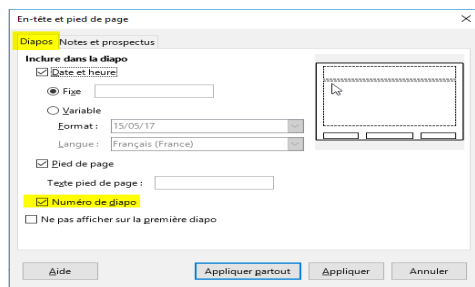 En-tête et pied de page
Diapos Notes et prospectus
Inclure dans la diapo
Date et heure
Fixe
Variable
Format : 15/05/17
Langue : Français (France)
Pied de page
Texte pied de page :
Numéro de diapo
Ne pas afficher sur la première diapo
Aide Appliquer partout Appliquer Annuler